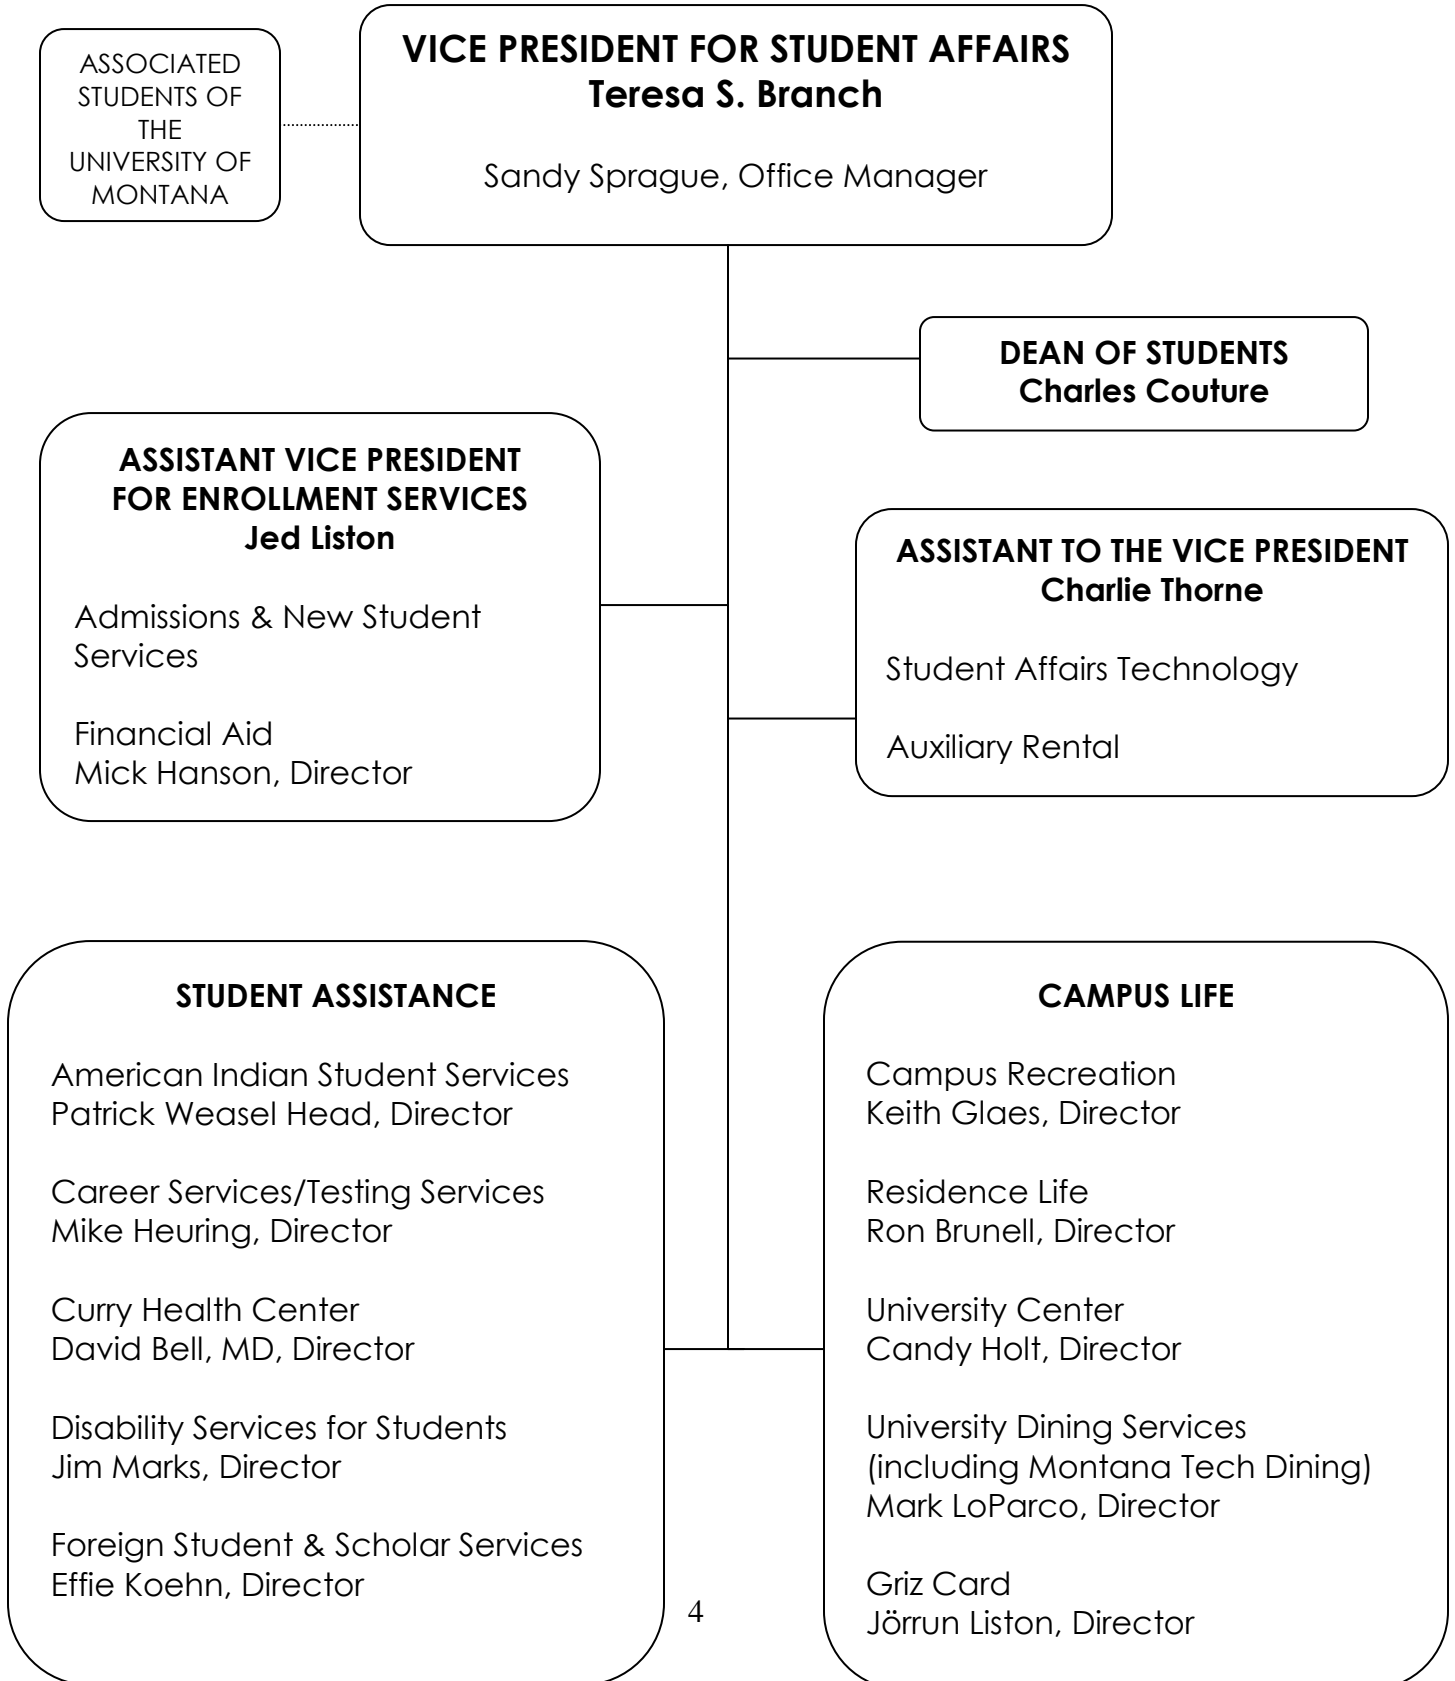 ASSOCIATED
STUDENTS OF
THE
UNIVERSITY OF
MONTANA
VICE PRESIDENT FOR STUDENT AFFAIRS
Teresa S. Branch
Sandy Sprague, Office Manager
DEAN OF STUDENTS
Charles Couture
ASSISTANT VICE PRESIDENT
FOR ENROLLMENT SERVICES
Jed Liston
Admissions & New Student
Services
Financial Aid
Mick Hanson, Director
ASSISTANT TO THE VICE PRESIDENT
Charlie Thorne
Student Affairs Technology
Auxiliary Rental
STUDENT ASSISTANCE
American Indian Student Services
Patrick Weasel Head, Director
Career Services/Testing Services
Mike Heuring, Director
Curry Health Center
David Bell, MD, Director
Disability Services for Students
Jim Marks, Director
Foreign Student & Scholar Services
Effie Koehn, Director
CAMPUS LIFE
Campus Recreation
Keith Glaes, Director
Residence Life
Ron Brunell, Director
University Center
Candy Holt, Director
University Dining Services
(including Montana Tech Dining)
Mark LoParco, Director
Griz Card
Jörrun Liston, Director
4